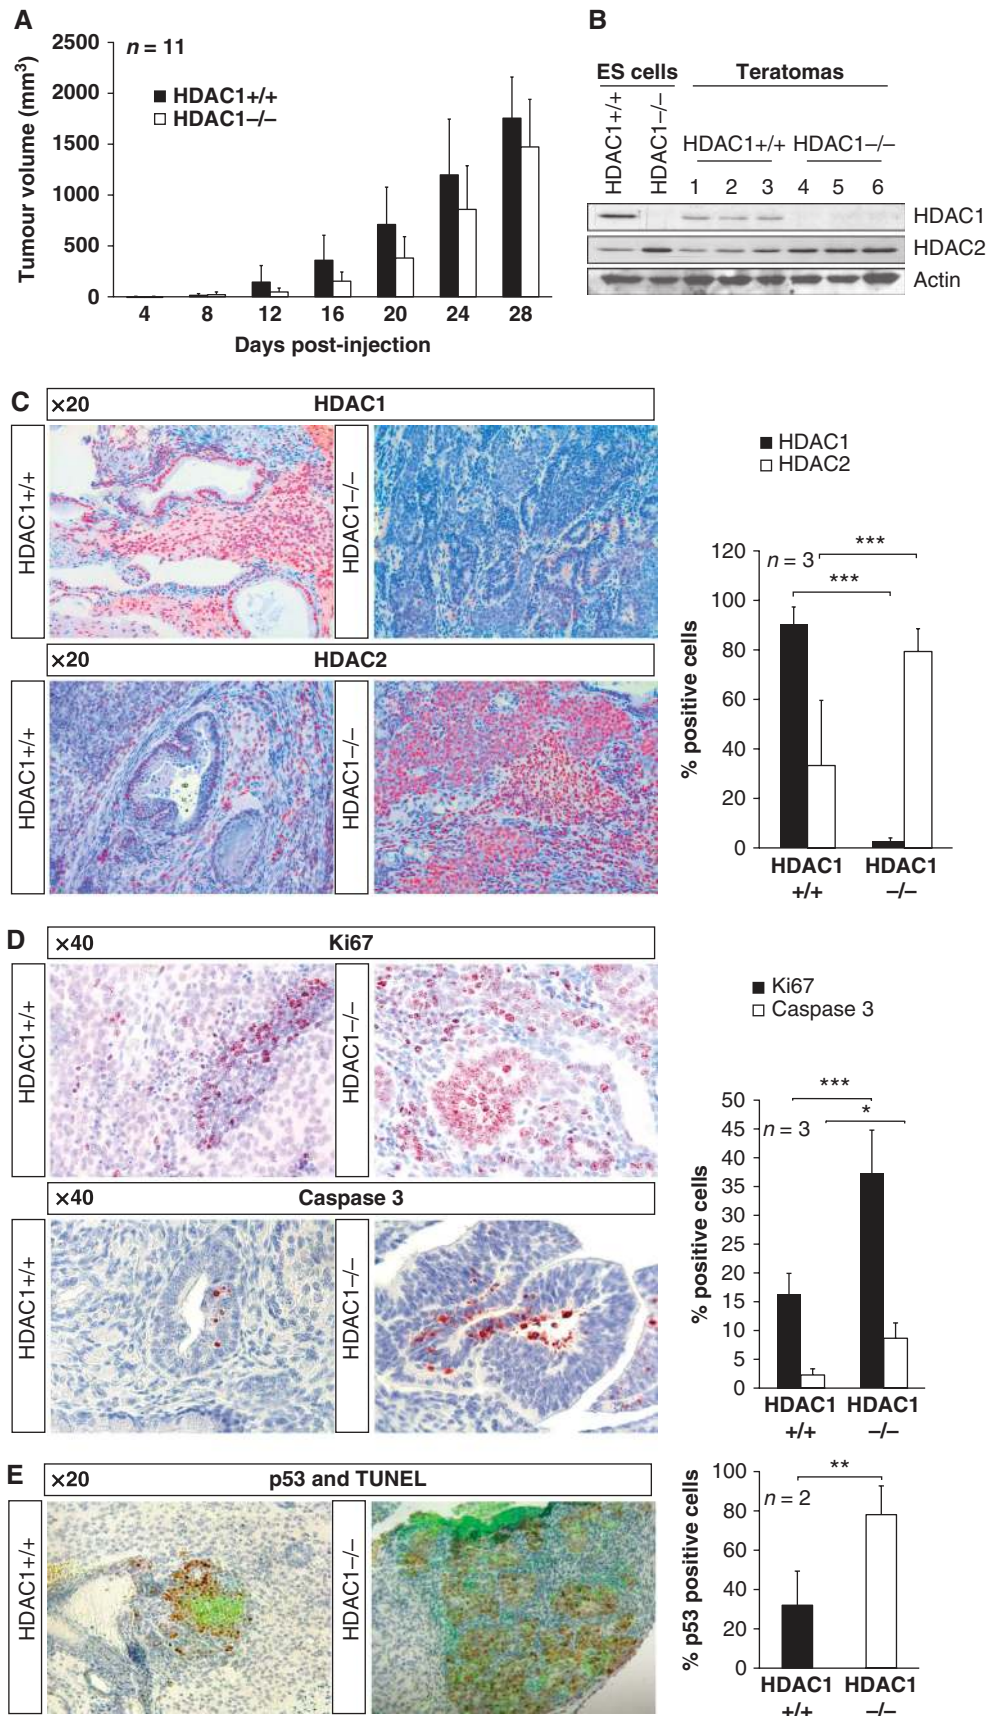 A
n = 11
HDAC1+/+
HDAC1–/–
Tumour volume (mm3)
2500
2000
1500
1000
500
0
4 8 12 16 20 24 28
Days post-injection
B
ES cells Teratomas
HDAC1+/+
HDAC1–/–
HDAC1+/+ HDAC1–/–
1 2 3 4 5 6
HDAC1
HDAC2
Actin
C
×20 HDAC1
HDAC1+/+
HDAC1–/–
×20 HDAC2
HDAC1+/+
HDAC1–/–
HDAC1
HDAC2
n = 3
***
***
% positive cells
120
100
80
60
40
20
0
HDAC1 HDAC1
+/+ –/–
D
×40 Ki67
HDAC1+/+
HDAC1–/–
×40 Caspase 3
HDAC1+/+
HDAC1–/–
Ki67
Caspase 3
***
*
n = 3
% positive cells
50
45
40
35
30
25
20
15
10
5
0
HDAC1 HDAC1
+/+ –/–
E
×20 p53 and TUNEL
HDAC1+/+
HDAC1–/–
**
n = 2
% p53 positive cells
100
80
60
40
20
0
HDAC1 HDAC1
+/+ –/–